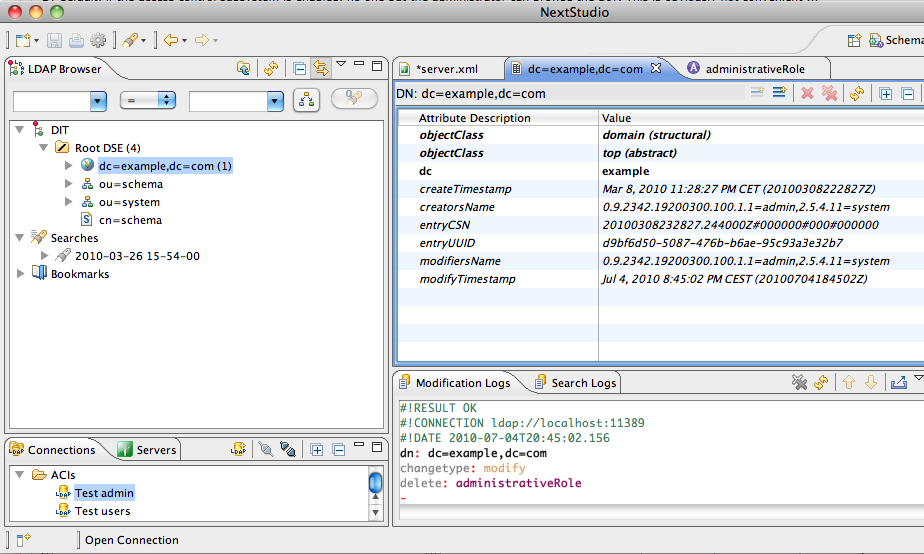 NextStudio
Schema
LDAP Browser
=
DIT
Root DSE (4)
dc=example,dc=com (1)
ou=schema
ou=system
cn=schema
Searches
2010-03-26 15-54-00
Bookmarks
*server.xml
dc=example,dc=com
administrativeRole
DN: dc=example,dc=com
Attribute Description Value
objectClass domain (structural)
objectClass top (abstract)
dc example
createTimestamp Mar 8, 2010 11:28:27 PM CET (20100308222827Z)
creatorsName 0.9.2342.19200300.100.1.1=admin,2.5.4.11=system
entryCSN 20100308232827.244000Z#000000#000#000000
entryUUID d9bf6d50-5087-476b-b6ae-95c93a3e32b7
modifiersName 0.9.2342.19200300.100.1.1=admin,2.5.4.11=system
modifyTimestamp Jul 4, 2010 8:45:02 PM CEST (20100704184502Z)
Modification Logs
Search Logs
#!RESULT OK
#!CONNECTION ldap://localhost:11389
#!DATE 2010-07-04T20:45:02.156
dn: dc=example,dc=com
changetype: modify
delete: administrativeRole
-
Connections
Servers
ACIs
Test admin
Test users
Open Connection